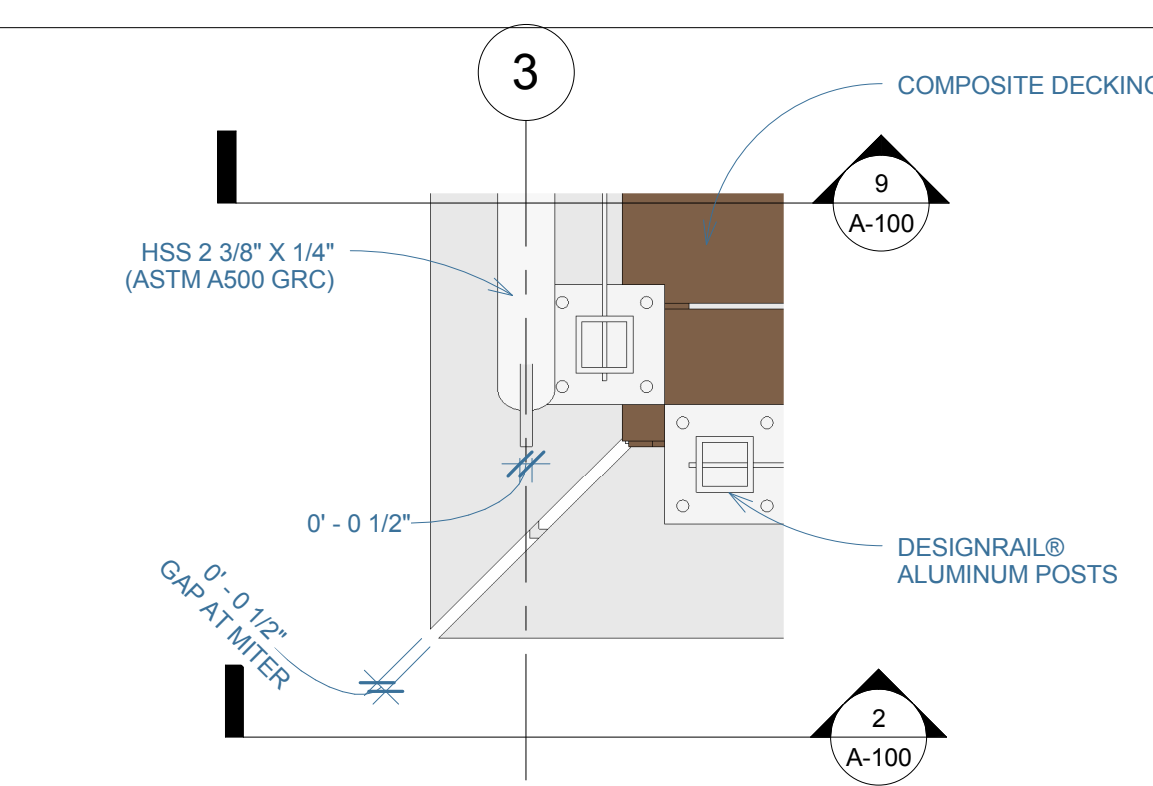 3
COMPOSITE DECKING
9
A-100
HSS 2 3/8" X 1/4"
(ASTM A500 GRC)
0' - 0 1/2"
DESIGNRAIL®
ALUMINUM POSTS
0' - 0 1/2"
GAP AT MITER
2
A-100